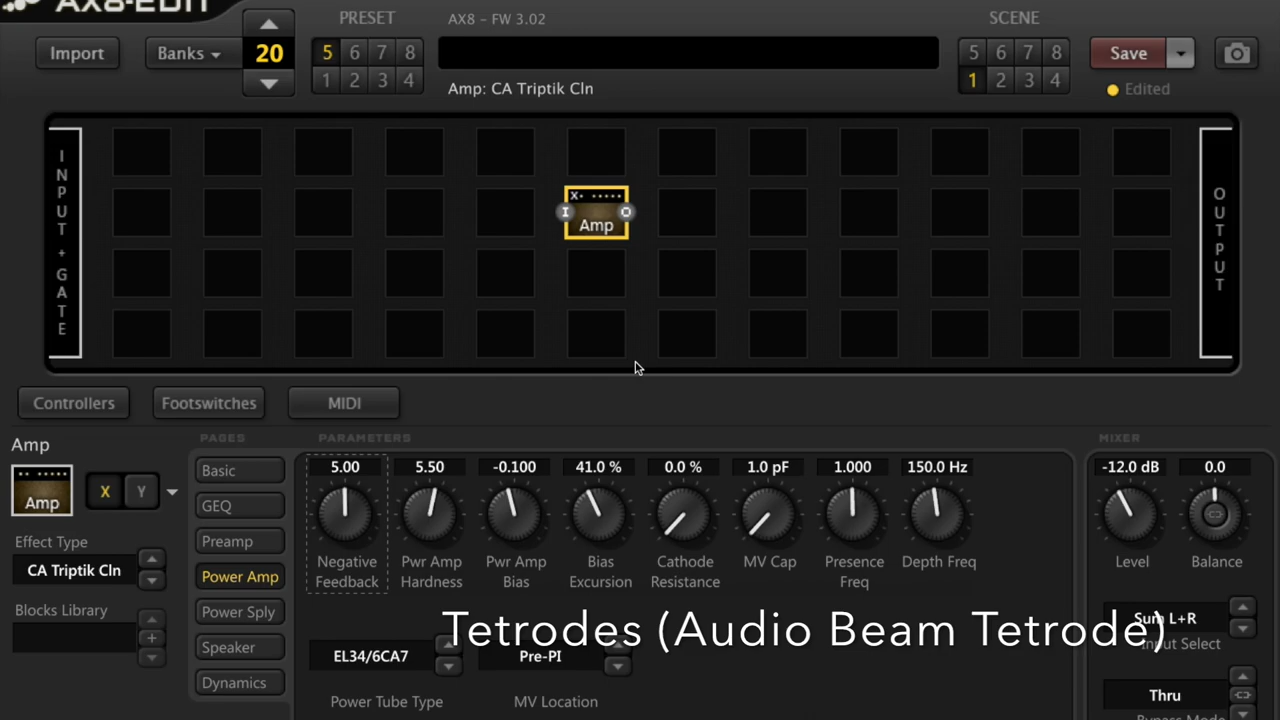 AX8-EDIT
PRESET
AX8 - FW 3.02
SCENE
Import
Banks
20
5 6 7 8
1 2 3 4
5 6 7 8
1 2 3 4
Save
Amp: CA Triptik Cln
Edited
INPUT + GATE
X
Amp
I
O
OUTPUT
Controllers
Footswitches
MIDI
Amp
Amp
X
Y
Effect Type
CA Triptik Cln
Blocks Library
PAGES
Basic
GEQ
Preamp
Power Amp
Power Sply
Speaker
Dynamics
PARAMETERS
5.00
5.50
-0.100
41.0 %
0.0 %
1.0 pF
1.000
150.0 Hz
Negative Feedback
Pwr Amp Hardness
Pwr Amp Bias
Bias Excursion
Cathode Resistance
MV Cap
Presence Freq
Depth Freq
Tetrodes (Audio Beam Tetrode)
EL34/6CA7
Pre-PI
Power Tube Type
MV Location
MIXER
-12.0 dB
0.0
Level
Balance
Sum L+R
Input Select
Thru
Bypass Mode